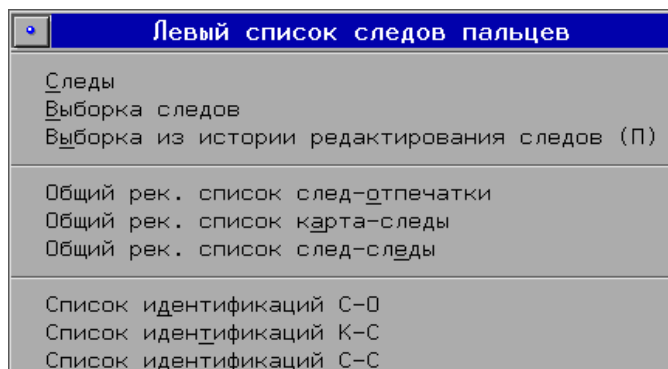 Левый список следов пальцев
Следы
Выборка следов
Выборка из истории редактирования следов (П)
Общий рек. список след-отпечатки
Общий рек. список карта-следы
Общий рек. список след-следы
Список идентификаций С-О
Список идентификаций К-С
Список идентификаций С-С